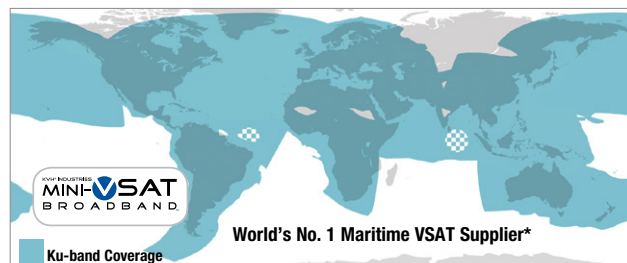 KVH INDUSTRIES
MINI-VSAT
BROADBAND
World's No. 1 Maritime VSAT Supplier*
Ku-band Coverage